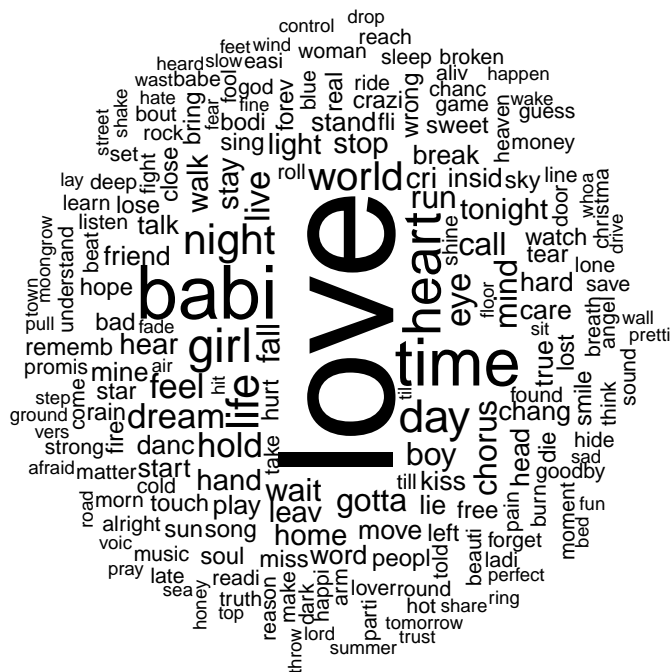 drop
control
reach
feet
wind
woman
sleep
broken
heard
slow
easi
happen
wast
babe
fool
god
forev
blue
real
ride
aliv
chanc
wake
hate
fear
fine
crazi
wrong
game
guess
street
shake
bout
bring
bodi
stand
fli
sweet
heaven
money
rock
sing
light
stop
set
fight
close
walk
stay
live
roll
world
break
cri
insid
sky
line
lay
deep
run
door
whoa
christma
learn
lose
tonight
drive
listen
talk
night
love
heart
shine
call
watch
tear
moon
grow
understand
beat
friend
eye
mind
lone
hope
babi
floor
hard
save
town
pull
bad
fade
care
breath
angel
wall
sit
pretti
rememb
hear
girl
fall
time
true
lost
promis
mine
air
sound
star
feel
life
hit
hurt
till
found
smile
think
step
come
rain
dream
day
chorus
chang
ground
vers
fire
strong
danc
hold
take
boy
head
die
hide
afraid
matter
start
hand
till
kiss
sad
goodby
cold
wait
gotta
lie
free
pain
burn
moment
fun
road
morn
touch
play
leav
bed
alright
sun
song
home
move
left
forget
voic
music
soul
miss
word
peopl
told
beauti
ladi
pray
late
readi
perfect
sea
honey
truth
reason
make
dark
happi
arm
lover
round
hot
share
ring
top
parti
tomorrow
throw
lord
trust
summer